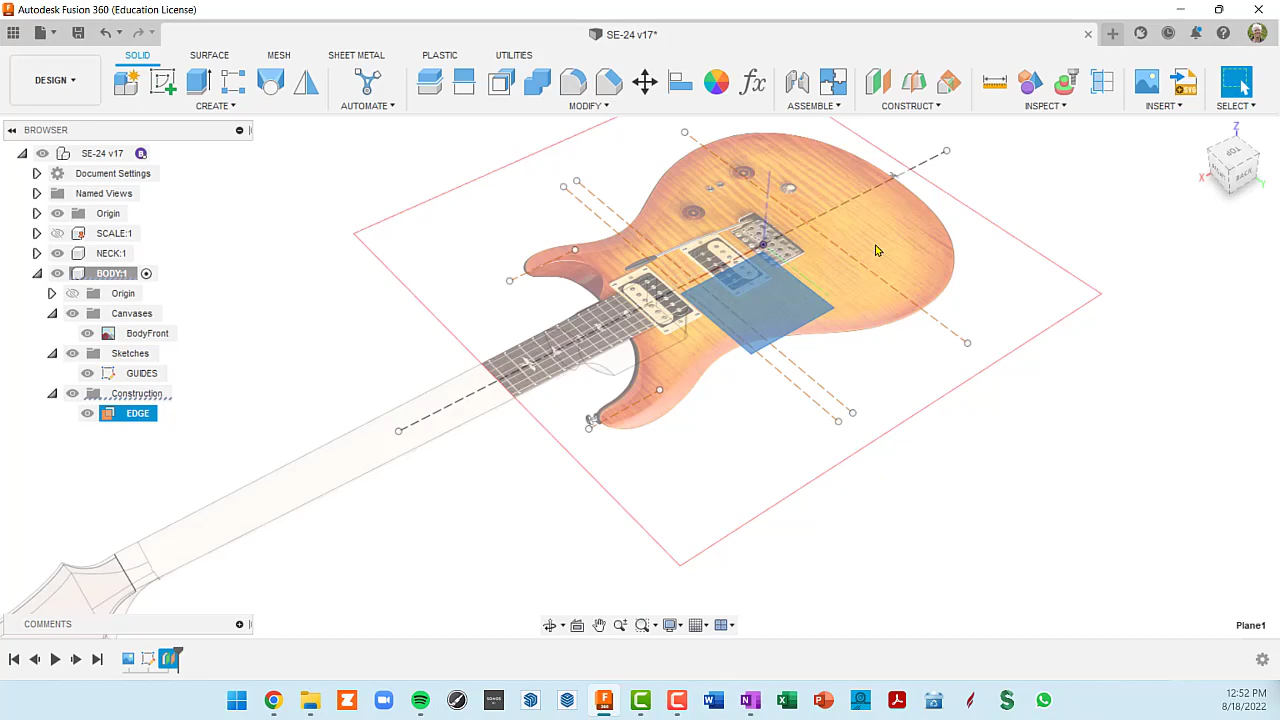 Autodesk Fusion 360 (Education License)
SE-24 v17*
DESIGN
SOLID
SURFACE
MESH
SHEET METAL
PLASTIC
UTILITIES
CREATE
AUTOMATE
MODIFY
ASSEMBLE
CONSTRUCT
INSPECT
INSERT
SELECT
BROWSER
SE-24 v17
Document Settings
Named Views
Origin
SCALE:1
NECK:1
BODY:1
Origin
Canvases
BodyFront
Sketches
GUIDES
Construction
EDGE
Z
TOP
BACK
X
Y
COMMENTS
Plane1
12:52 PM
8/18/2022